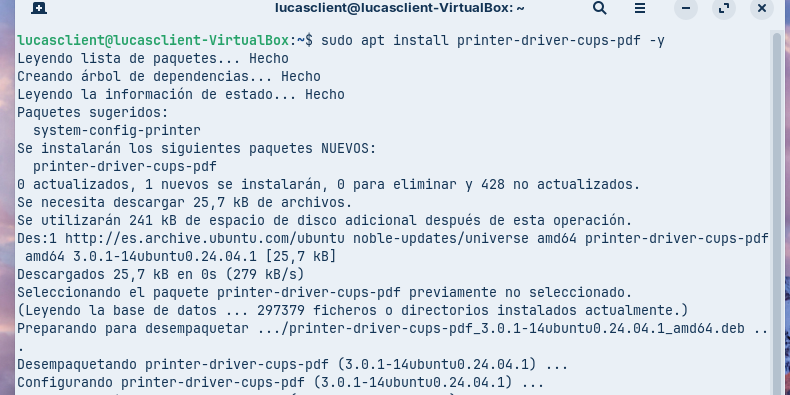 lucasclient@lucasclient-VirtualBox: ~
lucasclient@lucasclient-VirtualBox:~$ sudo apt install printer-driver-cups-pdf -y
Leyendo lista de paquetes... Hecho
Creando árbol de dependencias... Hecho
Leyendo la información de estado... Hecho
Paquetes sugeridos:
  system-config-printer
Se instalarán los siguientes paquetes NUEVOS:
  printer-driver-cups-pdf
0 actualizados, 1 nuevos se instalarán, 0 para eliminar y 428 no actualizados.
Se necesita descargar 25,7 kB de archivos.
Se utilizarán 241 kB de espacio de disco adicional después de esta operación.
Des:1 http://es.archive.ubuntu.com/ubuntu noble-updates/universe amd64 printer-driver-cups-pdf
 amd64 3.0.1-14ubuntu0.24.04.1 [25,7 kB]
Descargados 25,7 kB en 0s (279 kB/s)
Seleccionando el paquete printer-driver-cups-pdf previamente no seleccionado.
(Leyendo la base de datos ... 297379 ficheros o directorios instalados actualmente.)
Preparando para desempaquetar .../printer-driver-cups-pdf_3.0.1-14ubuntu0.24.04.1_amd64.deb ..
.
Desempaquetando printer-driver-cups-pdf (3.0.1-14ubuntu0.24.04.1) ...
Configurando printer-driver-cups-pdf (3.0.1-14ubuntu0.24.04.1) ...